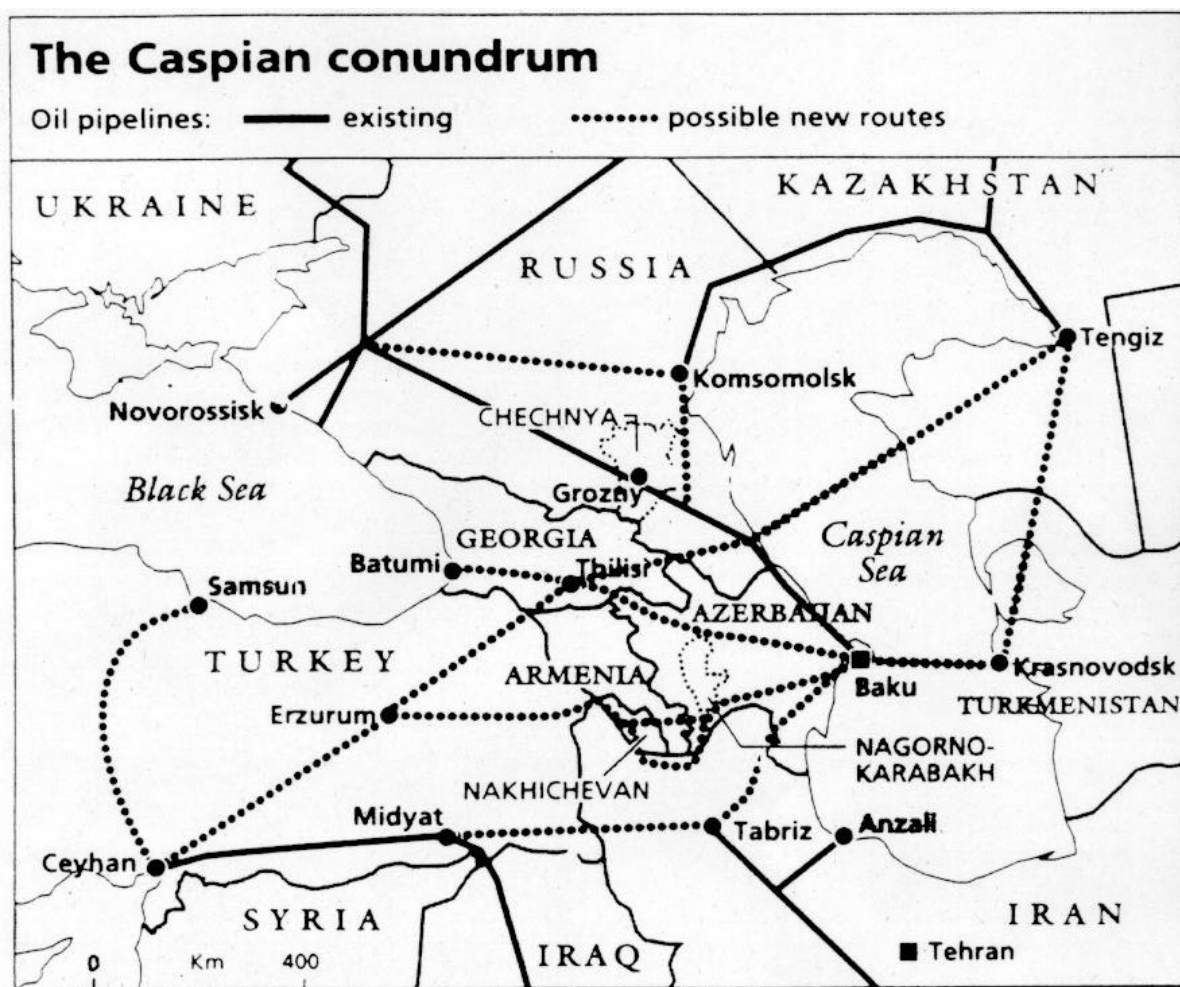 The Caspian conundrum
Oil pipelines: existing possible new routes
UKRAINE
KAZAKHSTAN
RUSSIA
Tengiz
Komsomolsk
Novorossisk
CHECHNYA
Black Sea
Grozny
GEORGIA
Caspian
Sea
Batumi
Tbilisi
Samsun
AZERBAIJAN
TURKEY
ARMENIA
Krasnovodsk
Baku
TURKMENISTAN
Erzurum
NAGORNO-
KARABAKH
NAKHICHEVAN
Midyat
Tabriz
Anzali
Ceyhan
SYRIA
IRAN
IRAQ
Tehran
0 Km 400